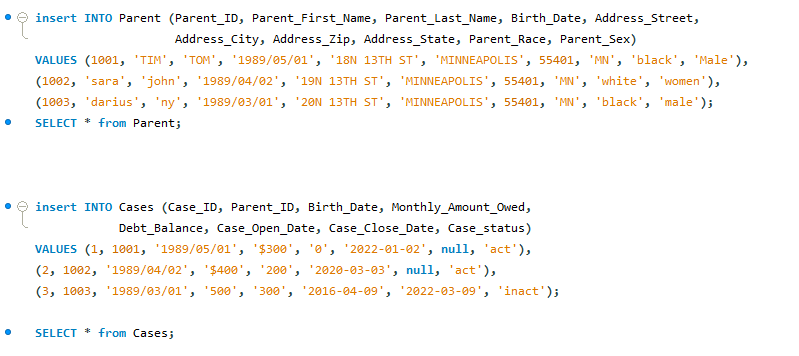 insert INTO Parent (Parent_ID, Parent_First_Name, Parent_Last_Name, Birth_Date, Address_Street,
Address_City, Address_Zip, Address_State, Parent_Race, Parent_Sex)
VALUES (1001, 'TIM', 'TOM', '1989/05/01', '18N 13TH ST', 'MINNEAPOLIS', 55401, 'MN', 'black', 'Male'),
(1002, 'sara', 'john', '1989/04/02', '19N 13TH ST', 'MINNEAPOLIS', 55401, 'MN', 'white', 'women'),
(1003, 'darius', 'ny', '1989/03/01', '20N 13TH ST', 'MINNEAPOLIS', 55401, 'MN', 'black', 'male');
SELECT * from Parent;
insert INTO Cases (Case_ID, Parent_ID, Birth_Date, Monthly_Amount_Owed,
Debt_Balance, Case_Open_Date, Case_Close_Date, Case_status)
VALUES (1, 1001, '1989/05/01', '$300', '0', '2022-01-02', null, 'act'),
(2, 1002, '1989/04/02', '$400', '200', '2020-03-03', null, 'act'),
(3, 1003, '1989/03/01', '500', '300', '2016-04-09', '2022-03-09', 'inact');
SELECT * from Cases;